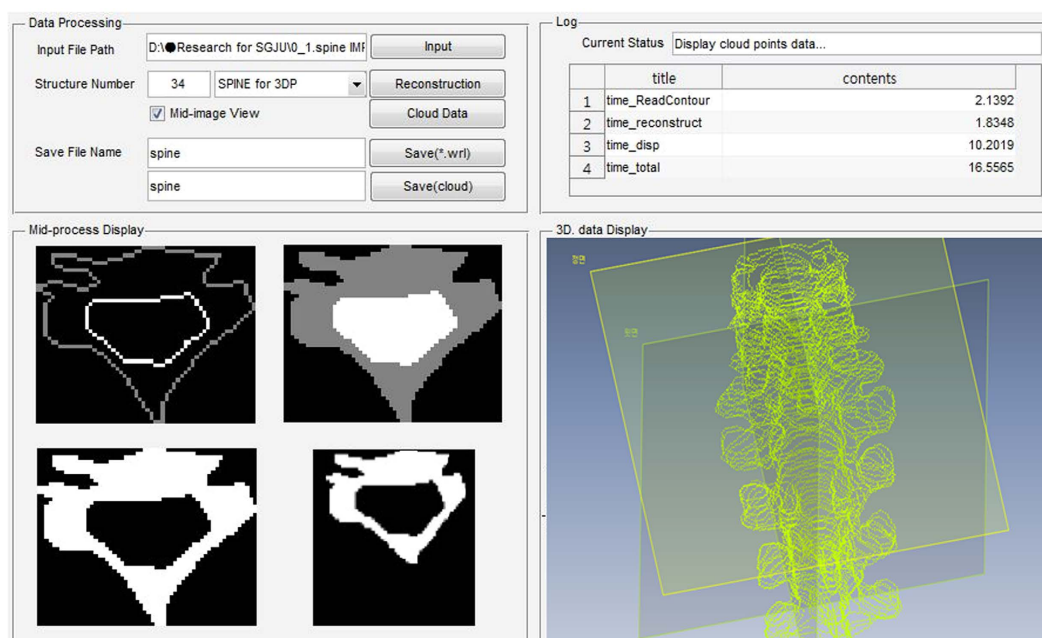 Data Processing
Input File Path
D:\●Research for SGJU\0_1.spine IMF
Input
Structure Number
34
SPINE for 3DP
Reconstruction
Mid-image View
Cloud Data
Save File Name
spine
Save(*.wrl)
spine
Save(cloud)
Log
Current Status
Display cloud points data...
title contents
1 time_ReadContour 2.1392
2 time_reconstruct 1.8348
3 time_disp 10.2019
4 time_total 16.5565
Mid-process Display
3D. data Display